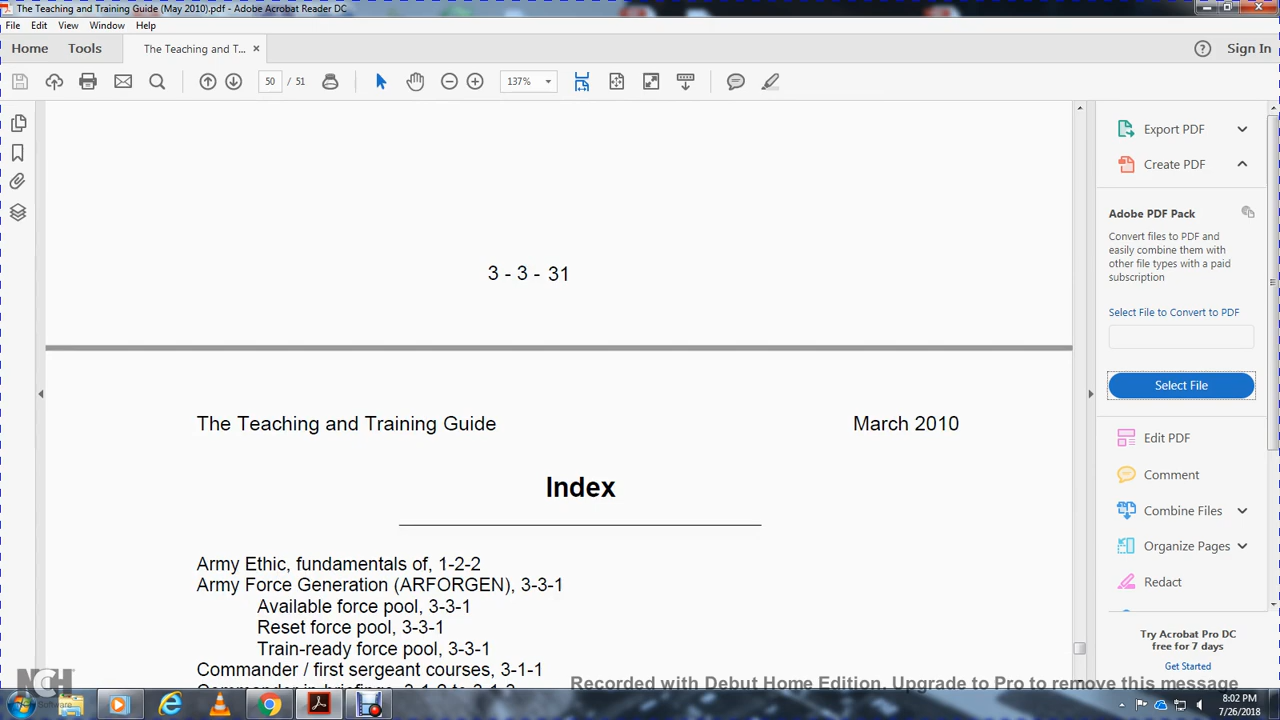 The Teaching and Training Guide (May 2010).pdf - Adobe Acrobat Reader DC
File Edit View Window Help
Home Tools The Teaching and T... × Sign In
50 / 51 137%
3 - 3 - 31
The Teaching and Training Guide March 2010
Index
Army Ethic, fundamentals of, 1-2-2
Army Force Generation (ARFORGEN), 3-3-1
Available force pool, 3-3-1
Reset force pool, 3-3-1
Train-ready force pool, 3-3-1
Commander / first sergeant courses, 3-1-1
Export PDF
Create PDF
Adobe PDF Pack
Convert files to PDF and
easily combine them with
other file types with a paid
subscription
Select File to Convert to PDF
Select File
Edit PDF
Comment
Combine Files
Organize Pages
Redact
Try Acrobat Pro DC
free for 7 days
Get Started
NCH
Software
Recorded with Debut Home Edition. Upgrade to Pro to remove this message
8:02 PM
7/26/2018